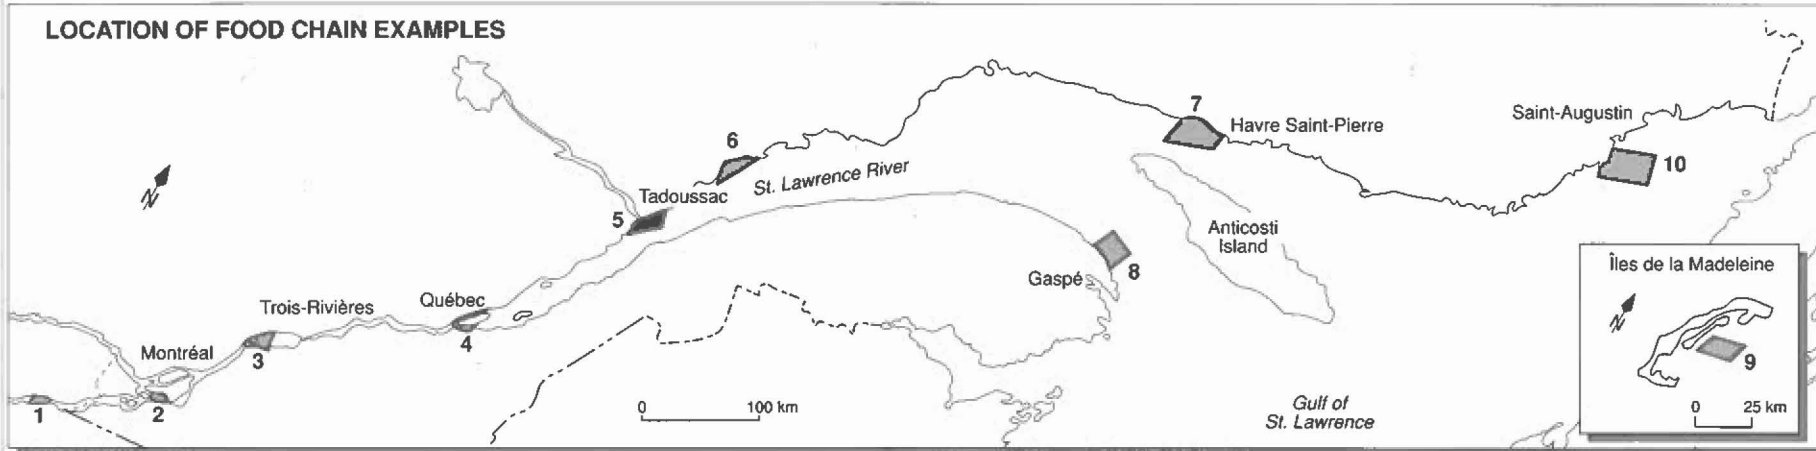 LOCATION OF FOOD CHAIN EXAMPLES
7
Saint-Augustin
Havre Saint-Pierre
6
10
St. Lawrence River
Tadoussac
N
5
Anticosti
Island
8
Gaspé
Îles de la Madeleine
N
9
0 25 km
Québec
Trois-Rivières
4
3
Montréal
1
2
0 100 km
Gulf of
St. Lawrence